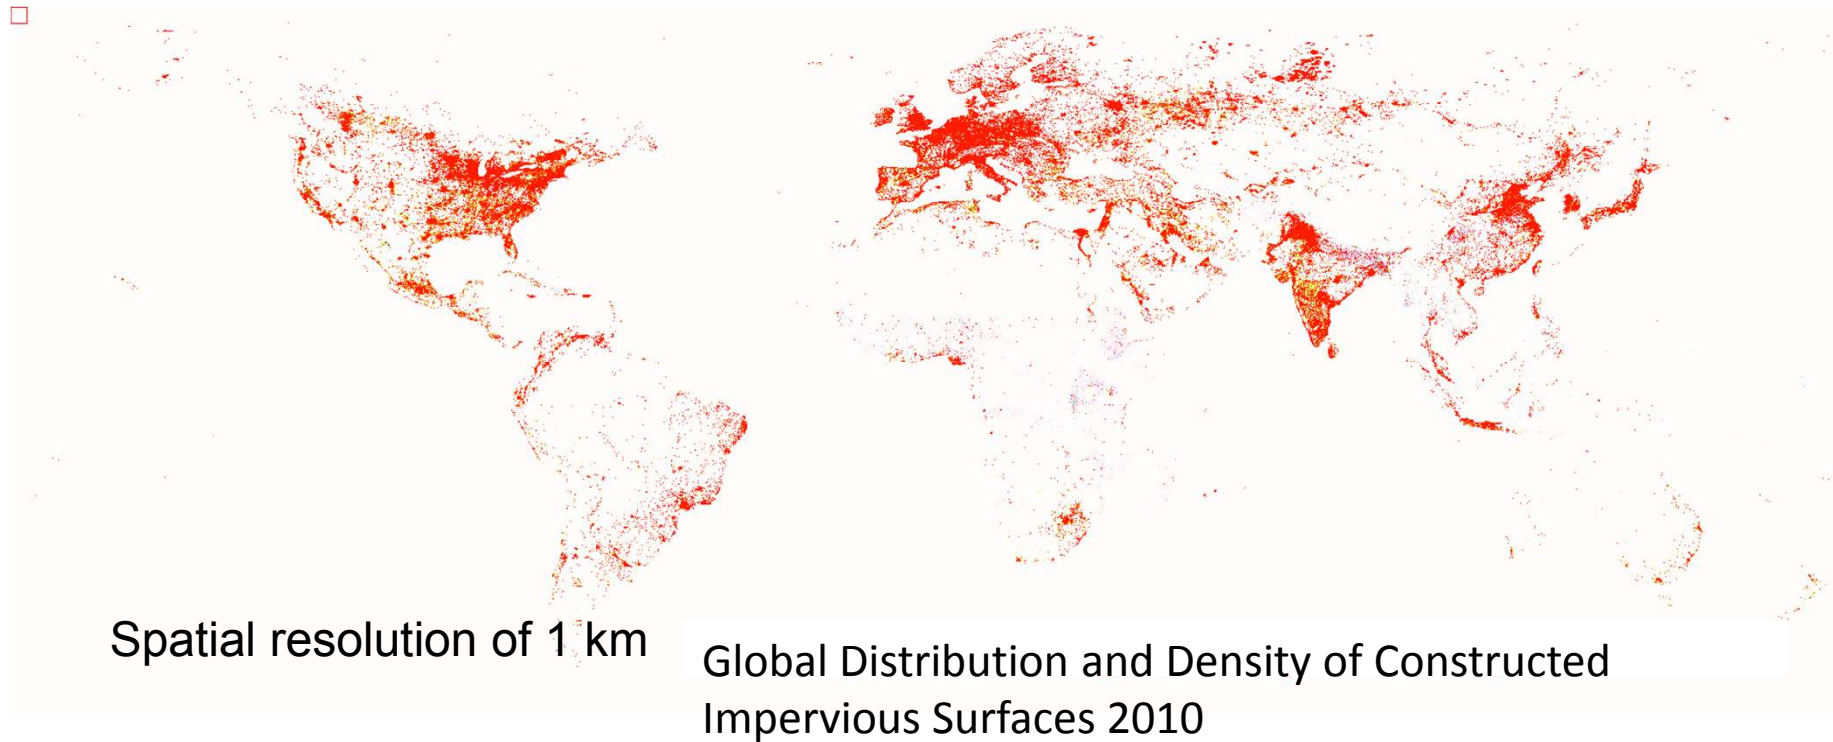 Spatial resolution of 1 km
Global Distribution and Density of Constructed
Impervious Surfaces 2010